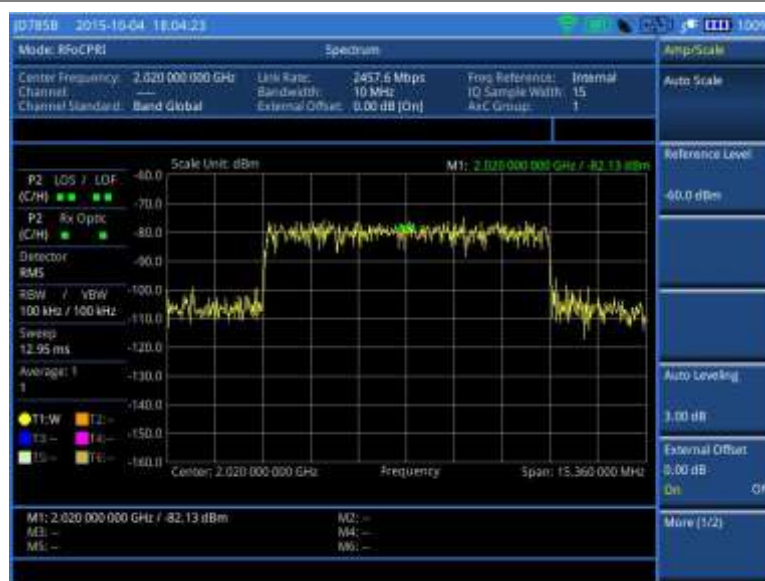 JD785B 2015-10-04 18:04:23 100%
Mode: RFoCPRI Spectrum Amp/Scale
Center Frequency: 2.020 000 000 GHz Link Rate: 2457.6 Mbps Freq Reference: Internal
Channel: ---- Bandwidth: 10 MHz IQ Sample Width: 15
Channel Standard: Band Global External Offset: 0.00 dB [On] AxC Group: 1
Auto Scale
Reference Level
-60.0 dBm
Scale Unit: dBm M1: 2.020 000 000 GHz / -82.13 dBm
P2 LOS / LOF
(C/H)
P2 Rx Optic
(C/H)
Detector
RMS
RBW / VBW
100 kHz / 100 kHz
Sweep
12.95 ms
Average: 1
1
T1:W T2:--
T3:-- T4:--
T5:-- T6:--
-60.0
-70.0
-80.0
-90.0
-100.0
-110.0
-120.0
-130.0
-140.0
-150.0
-160.0
Center: 2.020 000 000 GHz Frequency Span: 15.360 000 MHz
Auto Leveling
3.00 dB
External Offset
0.00 dB
On Of
More (1/2)
M1: 2.020 000 000 GHz / -82.13 dBm M2: --
M3: -- M4: --
M5: -- M6: --